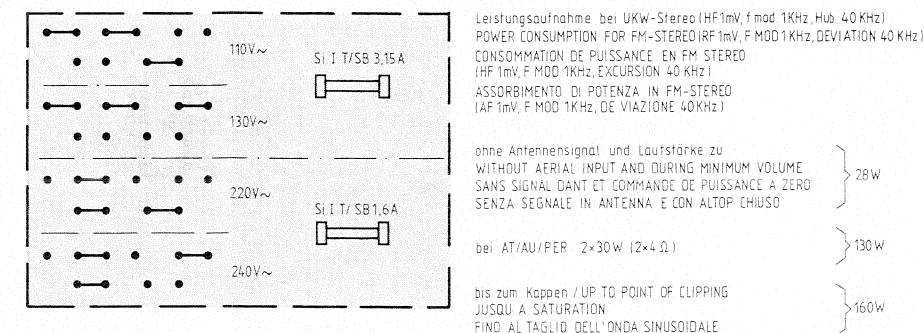 110V~
Si I T/SB 3,15A
130V~
220V~
Si I T/SB1,6A
240V~
Leistungsaufnahme bei UKW-Stereo (HF1mV, f mod. 1KHz, Hub 40 KHz)
POWER CONSUMPTION FOR FM-STEREO (RF 1mV, F MOD 1 KHz, DEVIATION 40 KHz)
CONSOMMATION DE PUISSANCE EN FM STEREO
(HF 1mV, F MOD 1KHz, EXCURSION 40 KHz)
ASSORBIMENTO DI POTENZA IN FM-STEREO
(AF 1mV, F MOD 1KHz, DE VIAZIONE 40KHz)
ohne Antennensignal und Lautstärke zu
WITHOUT AERIAL INPUT AND DURING MINIMUM VOLUME
SANS SIGNAL DANT ET COMMANDE DE PUISSANCE A ZERO
SENZA SEGNALE IN ANTENNA E CON ALTOP CHIUSO
28W
bei AT/AU/PER 2×30W (2×4Ω)
130W
bis zum Kappen / UP TO POINT OF CLIPPING
JUSQU A SATURATION
FINO AL TAGLIO DELL'ONDA SINUSOIDALE
160W